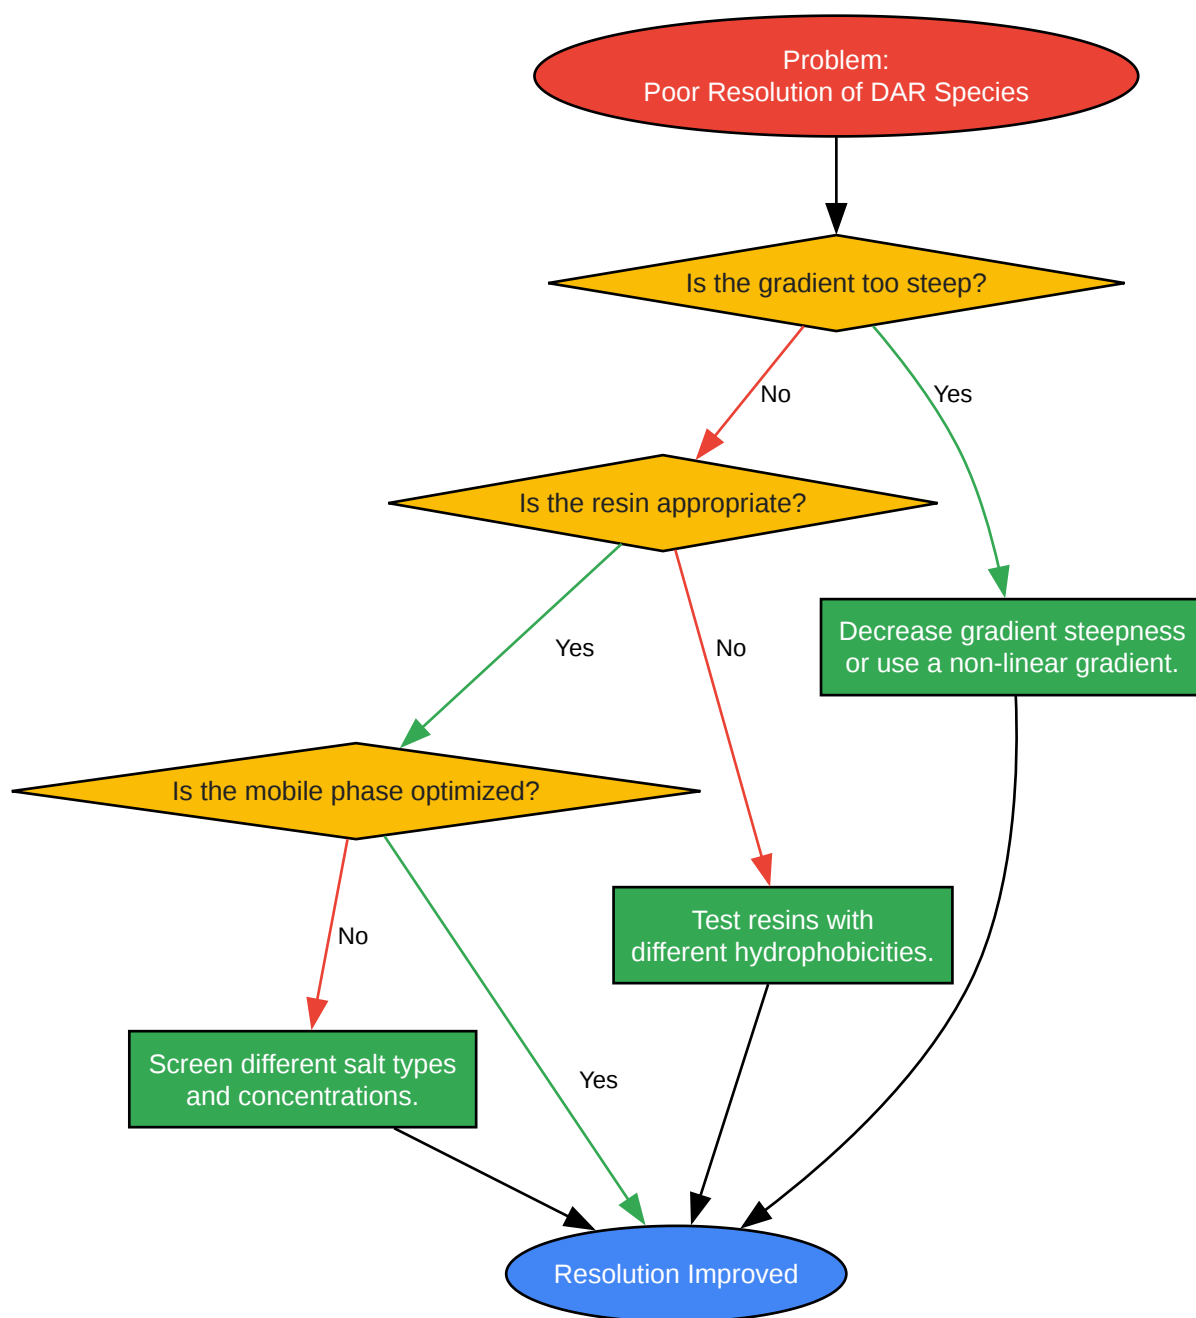 Problem:
Poor Resolution of DAR Species
Is the gradient too steep?
No
Yes
Is the resin appropriate?
Decrease gradient steepness
or use a non-linear gradient.
Yes
No
Is the mobile phase optimized?
Test resins with
different hydrophobicities.
No
Screen different salt types
and concentrations.
Yes
Resolution Improved